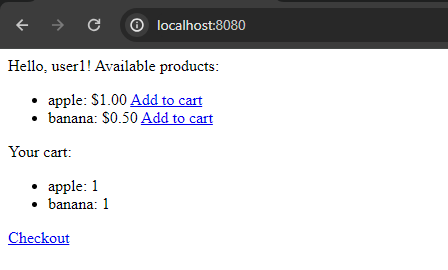 localhost:8080
Hello, user1! Available products:
apple: $1.00 Add to cart
banana: $0.50 Add to cart
Your cart:
apple: 1
banana: 1
Checkout